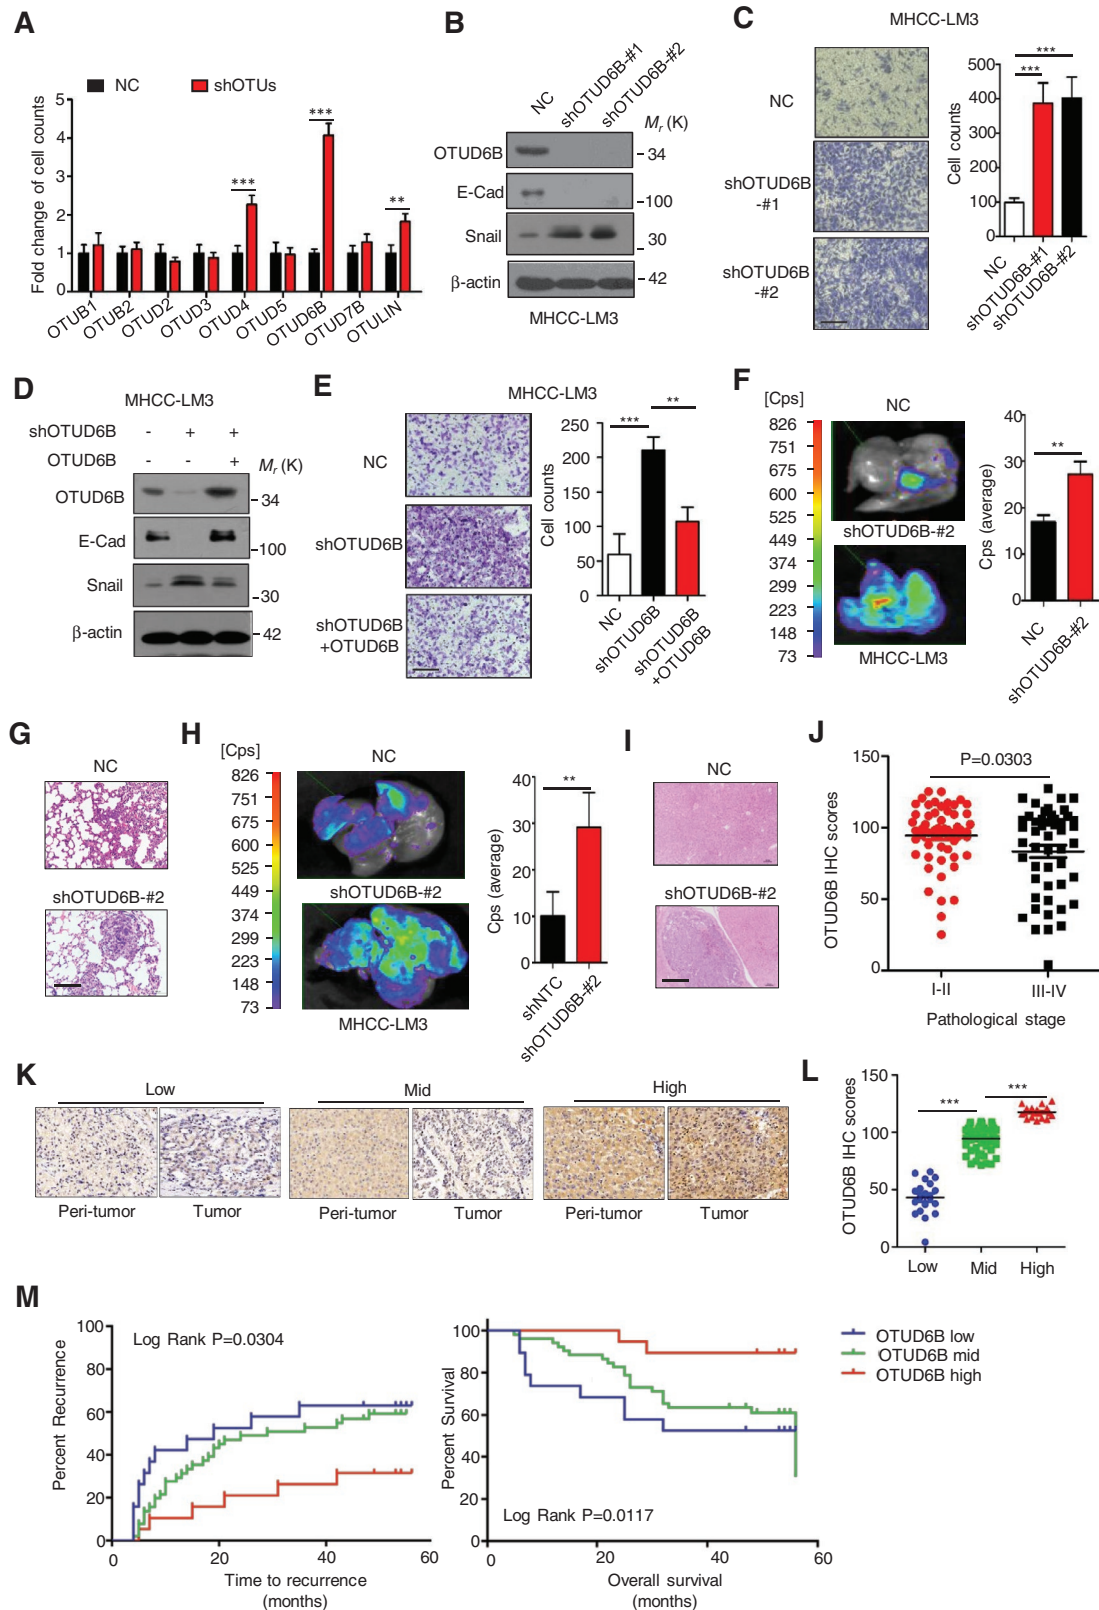 A
NC
shOTUs
Fold change of cell counts
5
4
3
2
1
0
***
***
**
OTUB1
OTUB2
OTUD2
OTUD3
OTUD4
OTUD5
OTUD6B
OTUD7B
OTULIN
B
NC
shOTUD6B-#1
shOTUD6B-#2
Mr (K)
OTUD6B
34
E-Cad
100
Snail
30
β-actin
42
MHCC-LM3
C
MHCC-LM3
NC
shOTUD6B
-#1
shOTUD6B
-#2
Cell counts
500
400
300
200
100
0
***
***
NC
shOTUD6B-#1
shOTUD6B-#2
D
MHCC-LM3
shOTUD6B - + +
OTUD6B - - +
Mr (K)
OTUD6B
34
E-Cad
100
Snail
30
β-actin
42
E
MHCC-LM3
NC
shOTUD6B
shOTUD6B
+OTUD6B
Cell counts
250
200
150
100
50
0
***
**
NC
shOTUD6B
shOTUD6B
+OTUD6B
F
[Cps]
826
751
675
600
525
449
374
299
223
148
73
NC
shOTUD6B-#2
MHCC-LM3
Cps (average)
40
30
20
10
0
**
NC
shOTUD6B-#2
G
NC
shOTUD6B-#2
H
[Cps]
826
751
675
600
525
449
374
299
223
148
73
NC
shOTUD6B-#2
MHCC-LM3
Cps (average)
40
30
20
10
0
**
shNTC
shOTUD6B-#2
I
NC
shOTUD6B-#2
J
OTUD6B IHC scores
150
100
50
0
P=0.0303
I-II
III-IV
Pathological stage
K
Low
Mid
High
Peri-tumor
Tumor
Peri-tumor
Tumor
Peri-tumor
Tumor
L
OTUD6B IHC scores
150
100
50
0
***
***
Low
Mid
High
M
Percent Recurrence
100
80
60
40
20
0
Log Rank P=0.0304
0
20
40
60
Time to recurrence
(months)
Percent Survival
100
80
60
40
20
0
Log Rank P=0.0117
0
20
40
60
Overall survival
(months)
OTUD6B low
OTUD6B mid
OTUD6B high